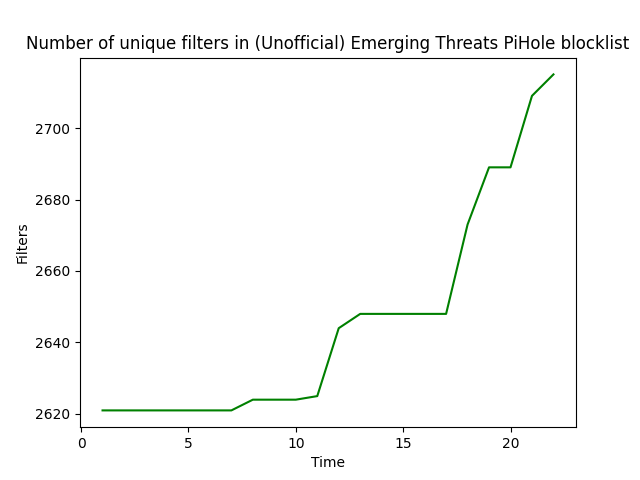 Number of unique filters in (Unofficial) Emerging Threats PiHole blocklist
2700
2680
2660
2640
2620
Filters
0 5 10 15 20
Time